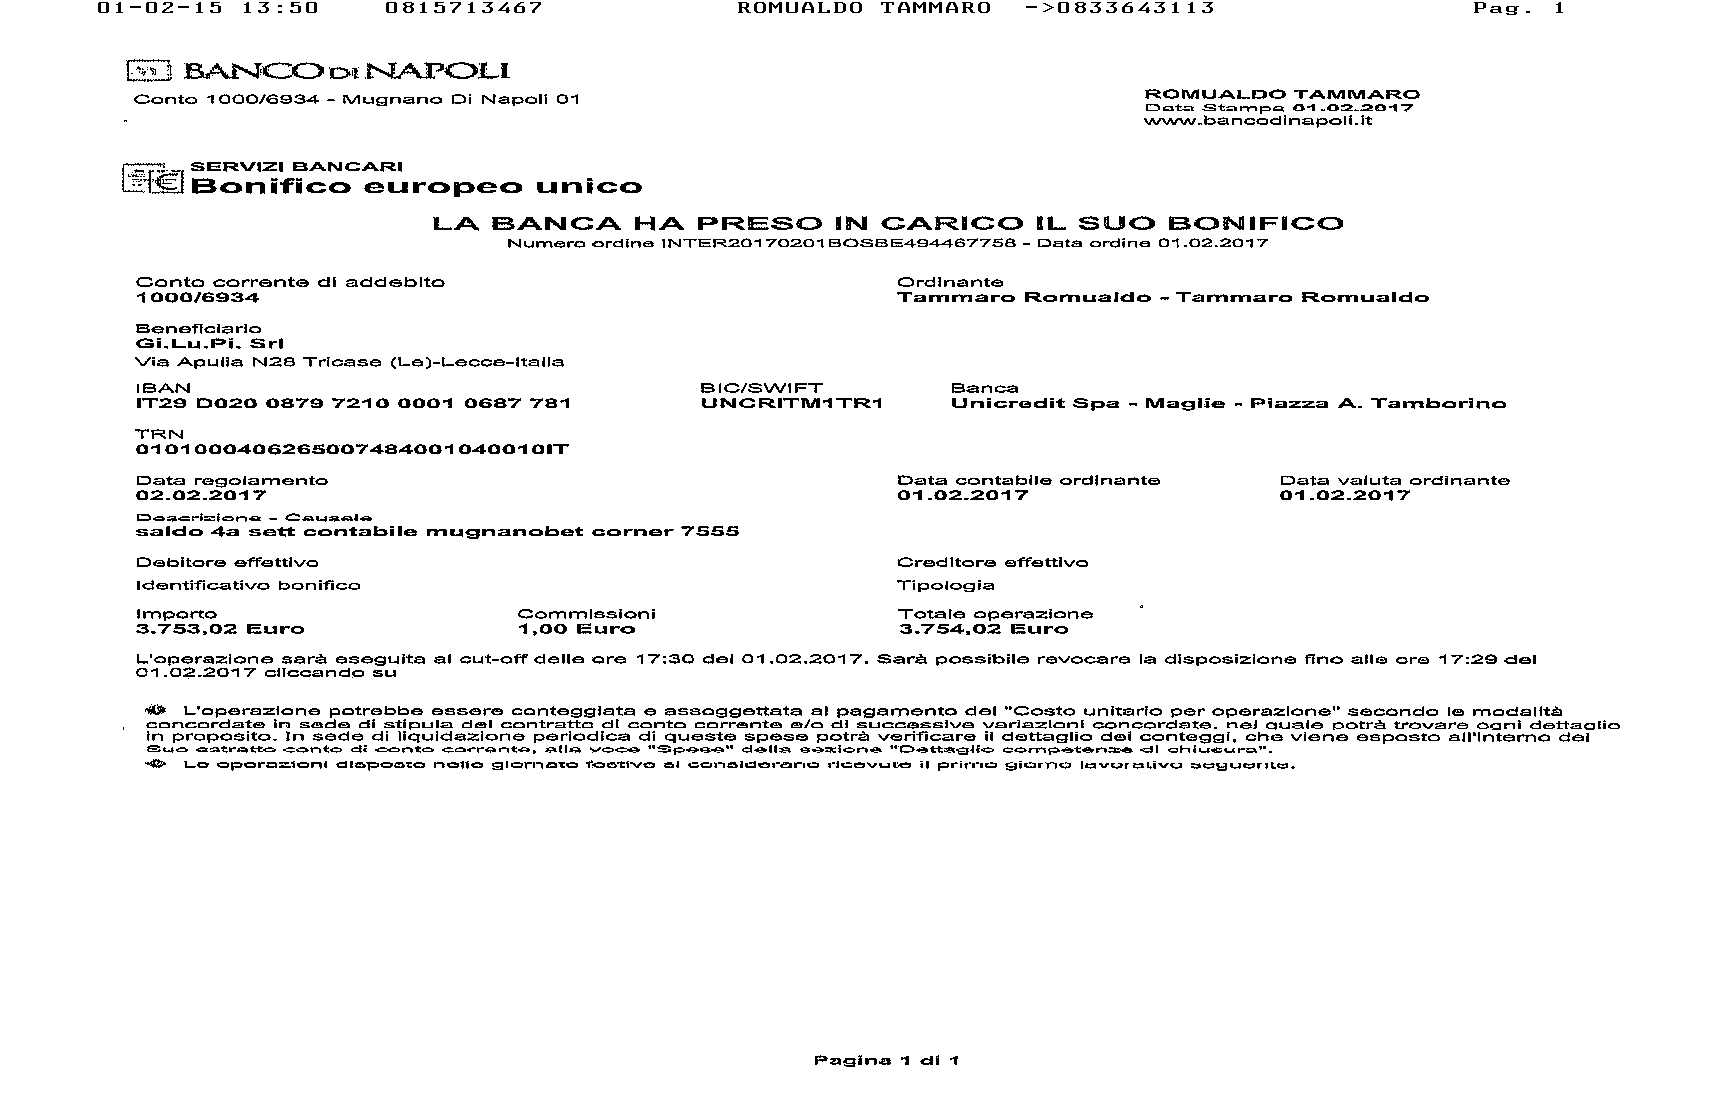 01-02-15 13:50 0815713467 ROMUALDO TAMMARO ->0833643113 Pag. 1
BANCO DI NAPOLI
Conto 1000/6934 - Mugnano Di Napoli 01
ROMUALDO TAMMARO
Data Stampa 01.02.2017
www.bancodinapoli.it
SERVIZI BANCARI
Bonifico europeo unico
LA BANCA HA PRESO IN CARICO IL SUO BONIFICO
Numero ordine INTER20170201BOSBE494467758 - Data ordine 01.02.2017
Conto corrente di addebito Ordinante
1000/6934 Tammaro Romualdo - Tammaro Romualdo
Beneficiario
Gi.Lu.Pi. Srl
Via Apulia N28 Tricase (Le)-Lecce-Italia
IBAN BIC/SWIFT Banca
IT29 D020 0879 7210 0001 0687 781 UNCRITM1TR1 Unicredit Spa - Maglie - Piazza A. Tamborino
TRN
0101000406265007484001040010IT
Data regolamento Data contabile ordinante Data valuta ordinante
02.02.2017 01.02.2017 01.02.2017
Descrizione - Causale
saldo 4a sett contabile mugnanobet corner 7555
Debitore effettivo Creditore effettivo
Identificativo bonifico Tipologia
Importo Commissioni Totale operazione
3.753,02 Euro 1,00 Euro 3.754,02 Euro
L'operazione sarà eseguita al cut-off delle ore 17:30 del 01.02.2017. Sarà possibile revocare la disposizione fino alle ore 17:29 del
01.02.2017 cliccando su
L'operazione potrebbe essere conteggiata e assoggettata al pagamento del "Costo unitario per operazione" secondo le modalità
concordate in sede di stipula del contratto di conto corrente e/o di successive variazioni concordate, nel quale potrà trovare ogni dettaglio
in proposito. In sede di liquidazione periodica di queste spese potrà verificare il dettaglio dei conteggi, che viene esposto all'interno del
Suo estratto conto di conto corrente, alla voce "Spese" della sezione "Dettaglio competenze di chiusura".
Le operazioni disposte nelle giornate festive si considerano ricevute il primo giorno lavorativo seguente.
Pagina 1 di 1